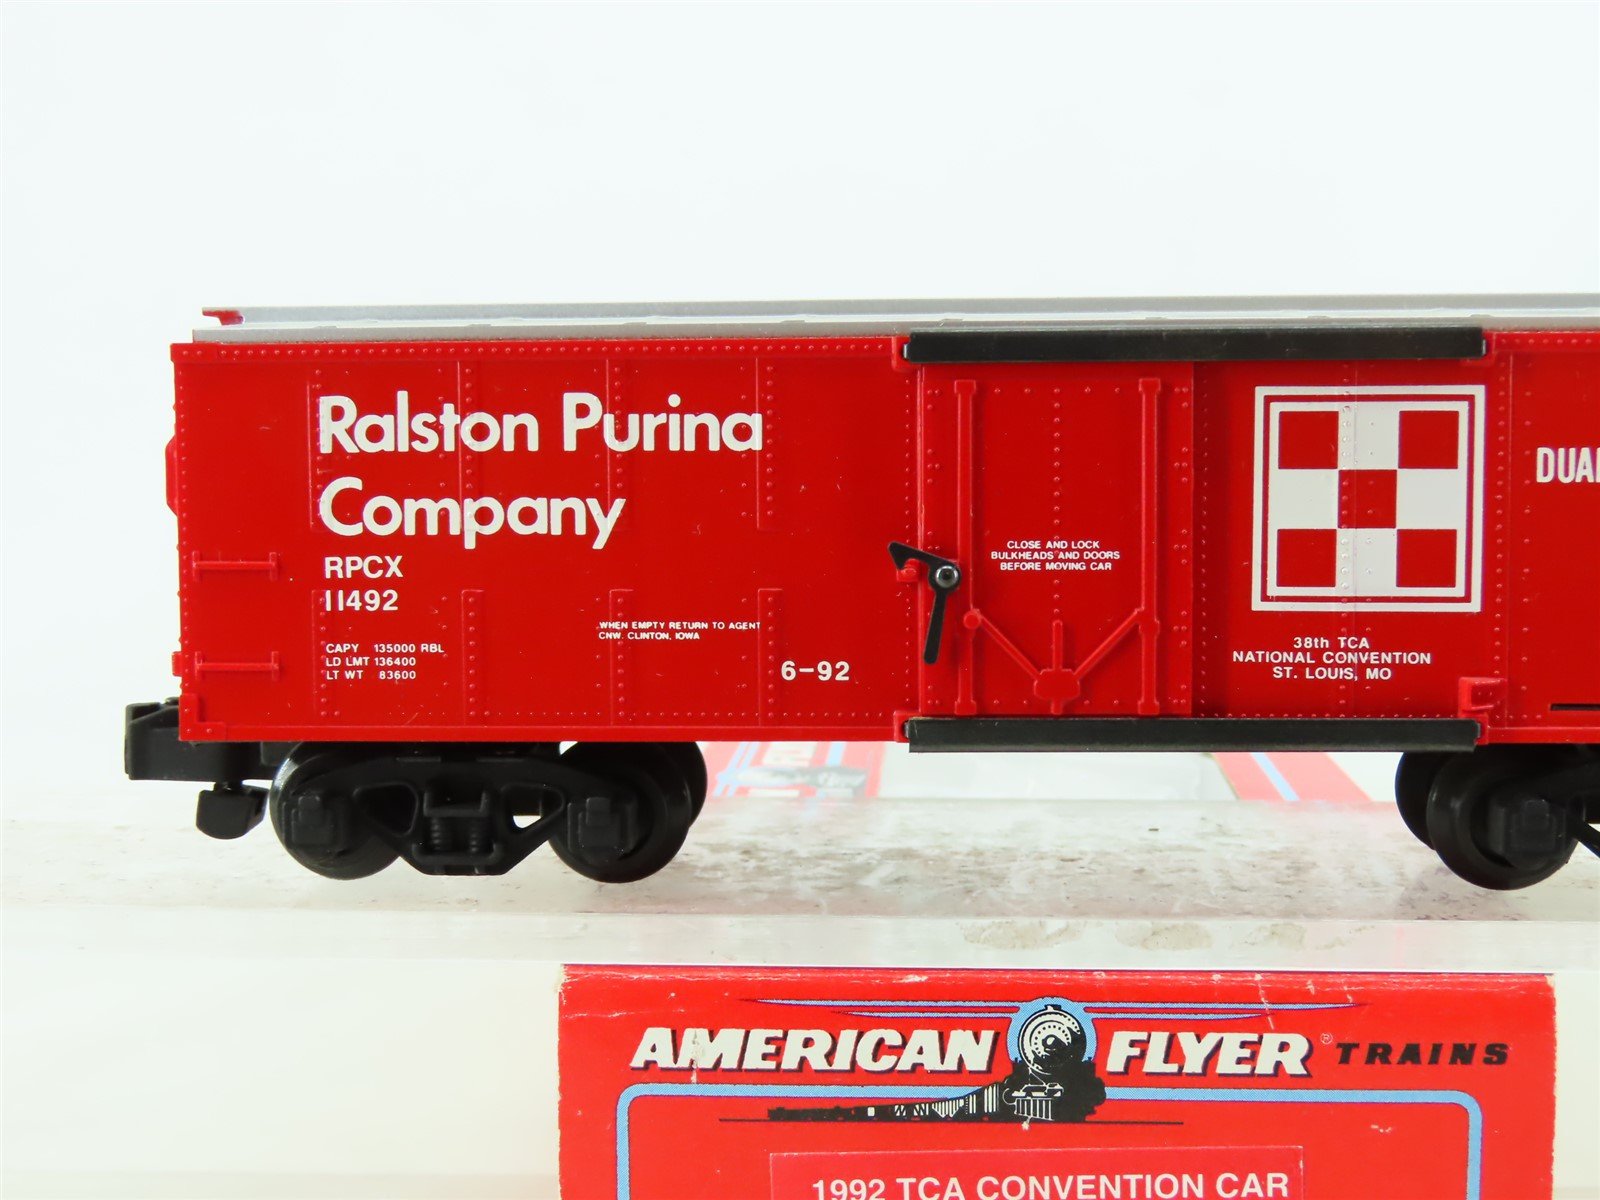 Ralston Purina
Company
RPCX
11492
CAPY 135000 RBL
LD LMT 136400
LT WT 83600
WHEN EMPTY RETURN TO AGENT
CNW. CLINTON, IOWA
6-92
CLOSE AND LOCK
BULKHEADS AND DOORS
BEFORE MOVING CAR
38th TCA
NATIONAL CONVENTION
ST. LOUIS, MO
AMERICAN FLYER® TRAINS
1992 TCA CONVENTION CAR